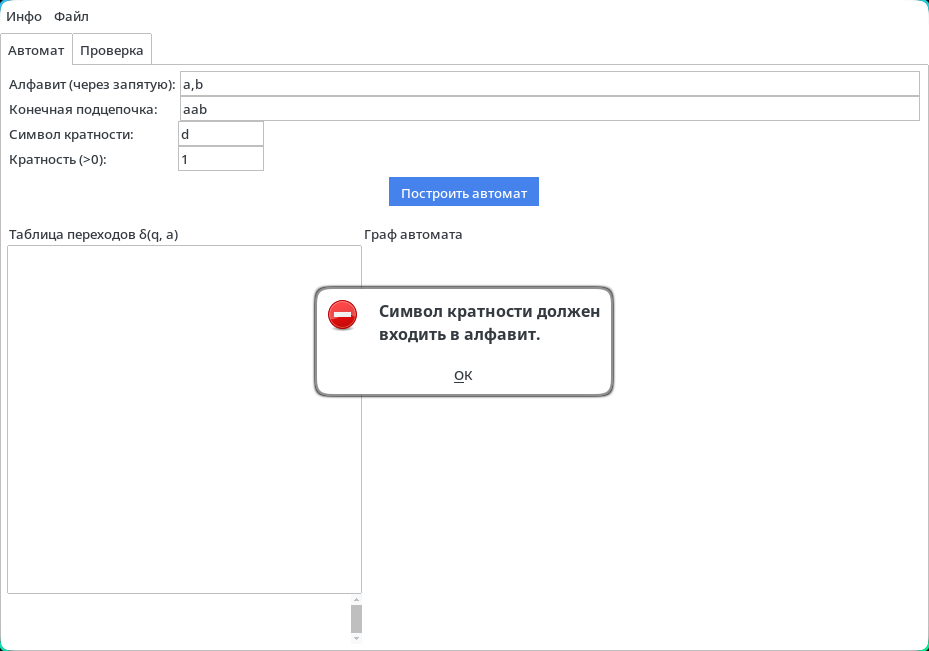 Инфо Файл
Автомат Проверка
Алфавит (через запятую): a,b
Конечная подцепочка: aab
Символ кратности: d
Кратность (>0): 1
Построить автомат
Таблица переходов δ(q, a) Граф автомата
Символ кратности должен
входить в алфавит.
ОК